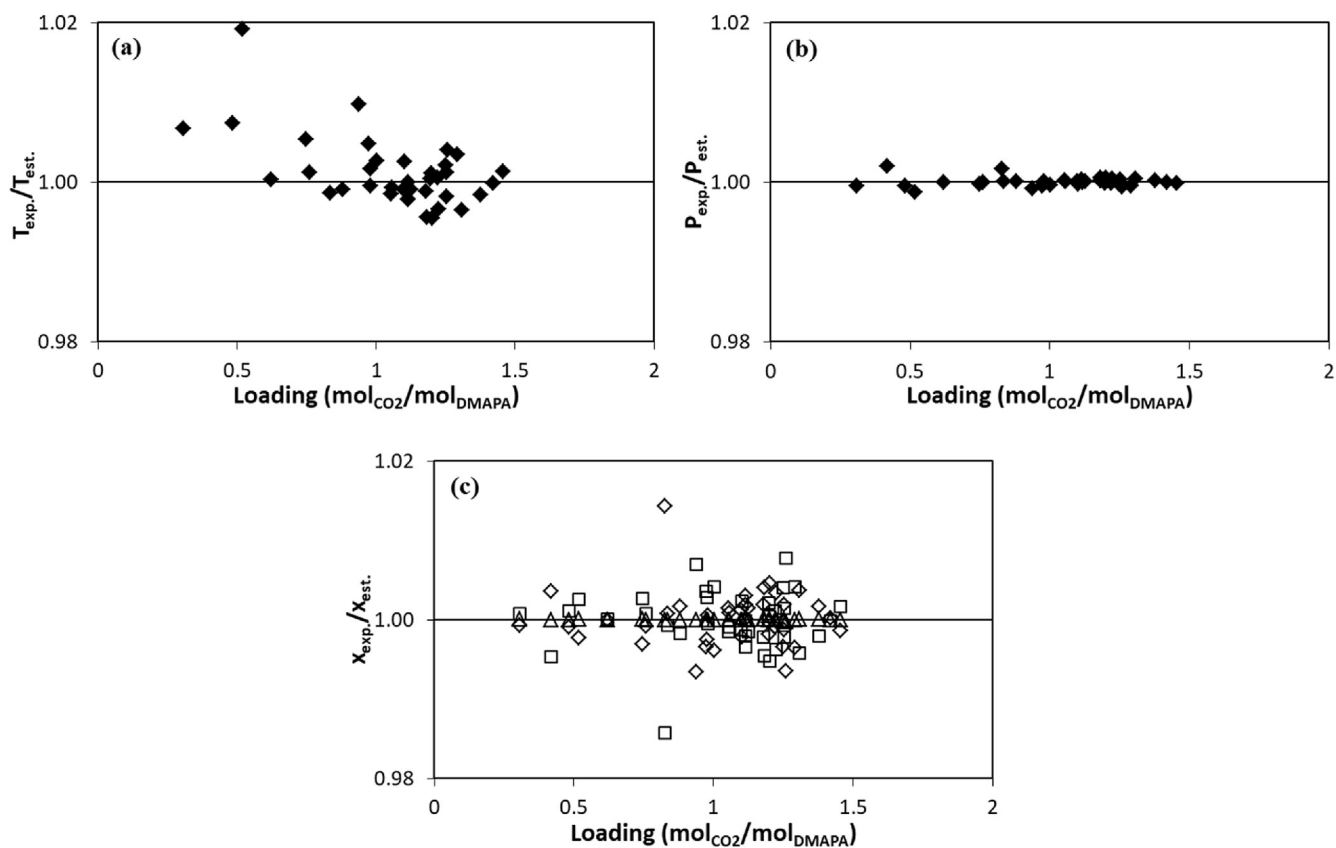 (a)
1.02
1.00
0.98
T_exp./T_est.
0 0.5 1 1.5 2
Loading (mol_CO2/mol_DMAPA)
(b)
1.02
1.00
0.98
P_exp./P_est.
0 0.5 1 1.5 2
Loading (mol_CO2/mol_DMAPA)
(c)
1.02
1.00
0.98
x_exp./x_est.
0 0.5 1 1.5 2
Loading (mol_CO2/mol_DMAPA)